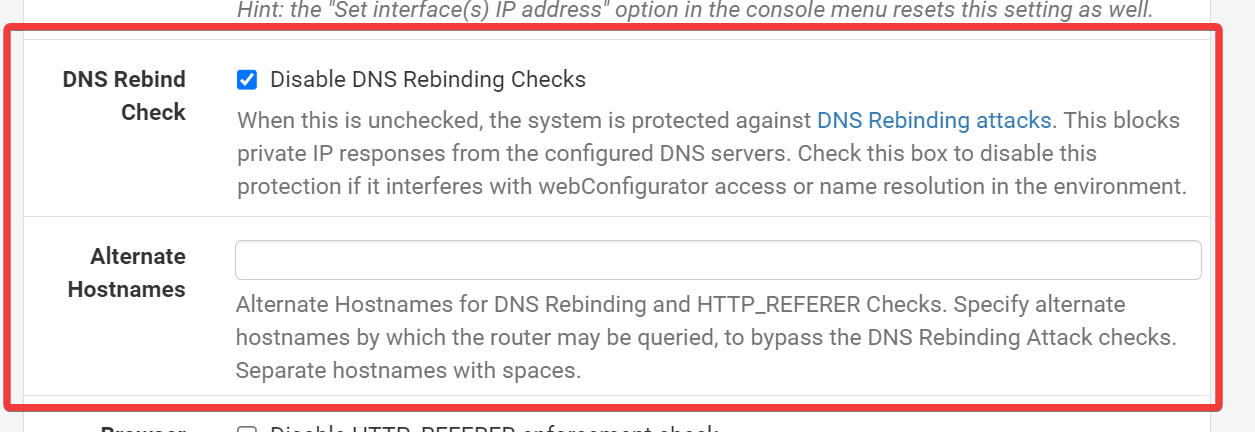 Hint: the "Set interface(s) IP address" option in the console menu resets this setting as well.
DNS Rebind Check
Disable DNS Rebinding Checks
When this is unchecked, the system is protected against DNS Rebinding attacks. This blocks
private IP responses from the configured DNS servers. Check this box to disable this
protection if it interferes with webConfigurator access or name resolution in the environment.
Alternate
Hostnames
Alternate Hostnames for DNS Rebinding and HTTP_REFERER Checks. Specify alternate
hostnames by which the router may be queried, to bypass the DNS Rebinding Attack checks.
Separate hostnames with spaces.
Browser
Disable HTTP_REFERER enforcement check